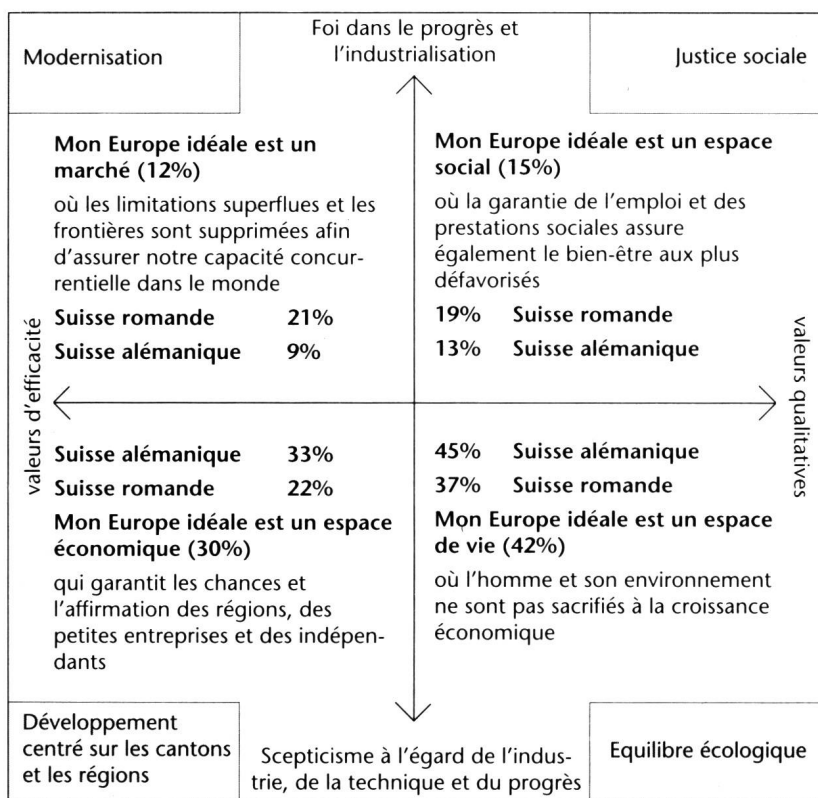 Modernisation
Foi dans le progrès et
l'industrialisation
Justice sociale
Mon Europe idéale est un
marché (12%)
où les limitations superflues et les
frontières sont supprimées afin
d'assurer notre capacité concur-
rentielle dans le monde
Suisse romande 21%
Suisse alémanique 9%
Mon Europe idéale est un espace
social (15%)
où la garantie de l'emploi et des
prestations sociales assure
également le bien-être aux plus
défavorisés
19% Suisse romande
13% Suisse alémanique
valeurs d'efficacité
valeurs qualitatives
Suisse alémanique 33%
Suisse romande 22%
Mon Europe idéale est un espace
économique (30%)
qui garantit les chances et
l'affirmation des régions, des
petites entreprises et des indépen-
dants
45% Suisse alémanique
37% Suisse romande
Mon Europe idéale est un espace
de vie (42%)
où l'homme et son environnement
ne sont pas sacrifiés à la croissance
économique
Développement
centré sur les cantons
et les régions
Scepticisme à l'égard de l'indus-
trie, de la technique et du progrès
Equilibre écologique